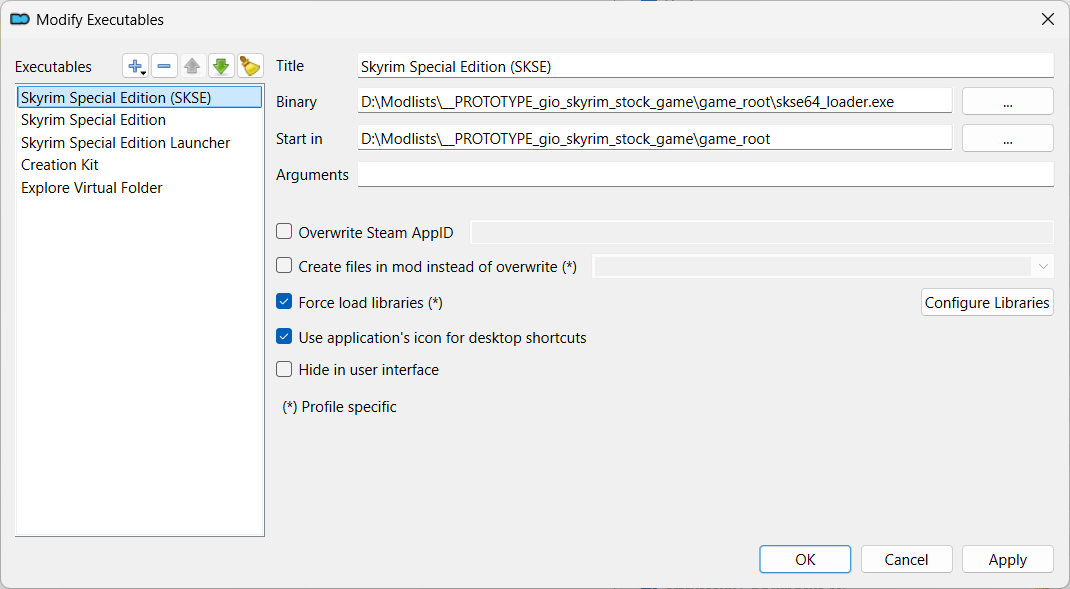 Modify Executables
Executables
Skyrim Special Edition (SKSE)
Skyrim Special Edition
Skyrim Special Edition Launcher
Creation Kit
Explore Virtual Folder
Title Skyrim Special Edition (SKSE)
Binary D:\Modlists\__PROTOTYPE_gio_skyrim_stock_game\game_root\skse64_loader.exe ...
Start in D:\Modlists\__PROTOTYPE_gio_skyrim_stock_game\game_root ...
Arguments
Overwrite Steam AppID
Create files in mod instead of overwrite (*)
Force load libraries (*) Configure Libraries
Use application's icon for desktop shortcuts
Hide in user interface
(*) Profile specific
OK Cancel Apply